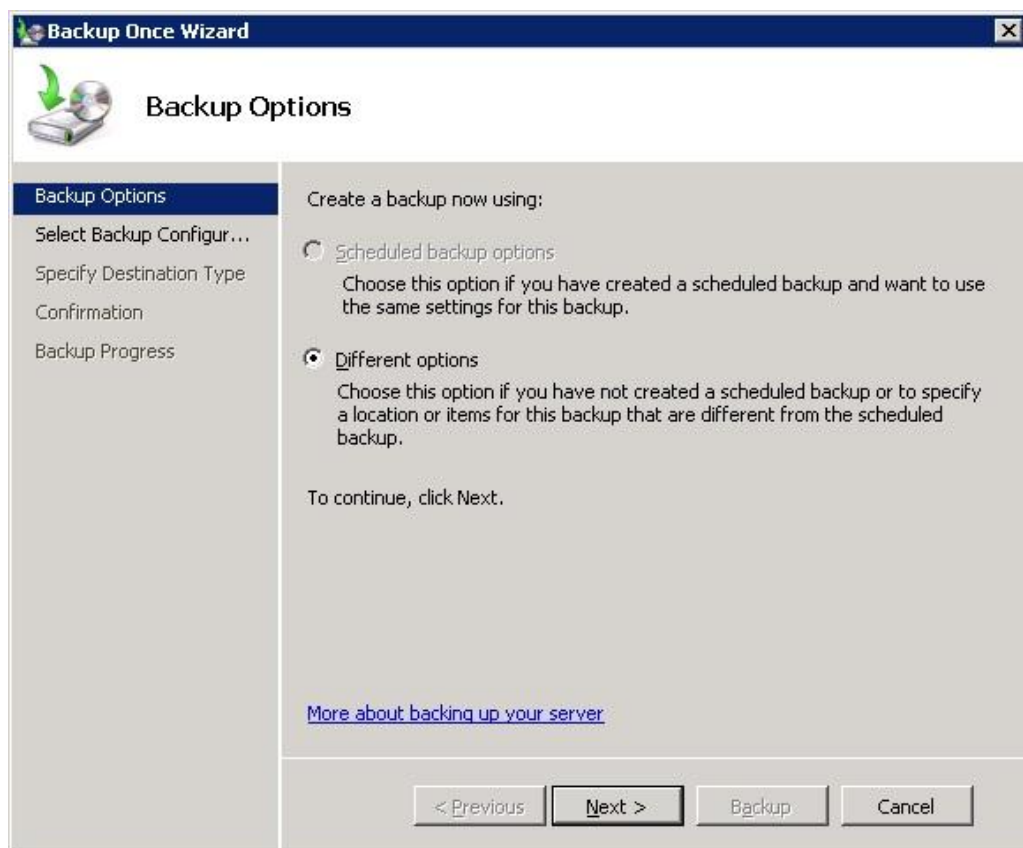 Backup Once Wizard
Backup Options
Backup Options
Select Backup Configur...
Specify Destination Type
Confirmation
Backup Progress
Create a backup now using:
Scheduled backup options
Choose this option if you have created a scheduled backup and want to use
the same settings for this backup.
Different options
Choose this option if you have not created a scheduled backup or to specify
a location or items for this backup that are different from the scheduled
backup.
To continue, click Next.
More about backing up your server
< Previous
Next >
Backup
Cancel